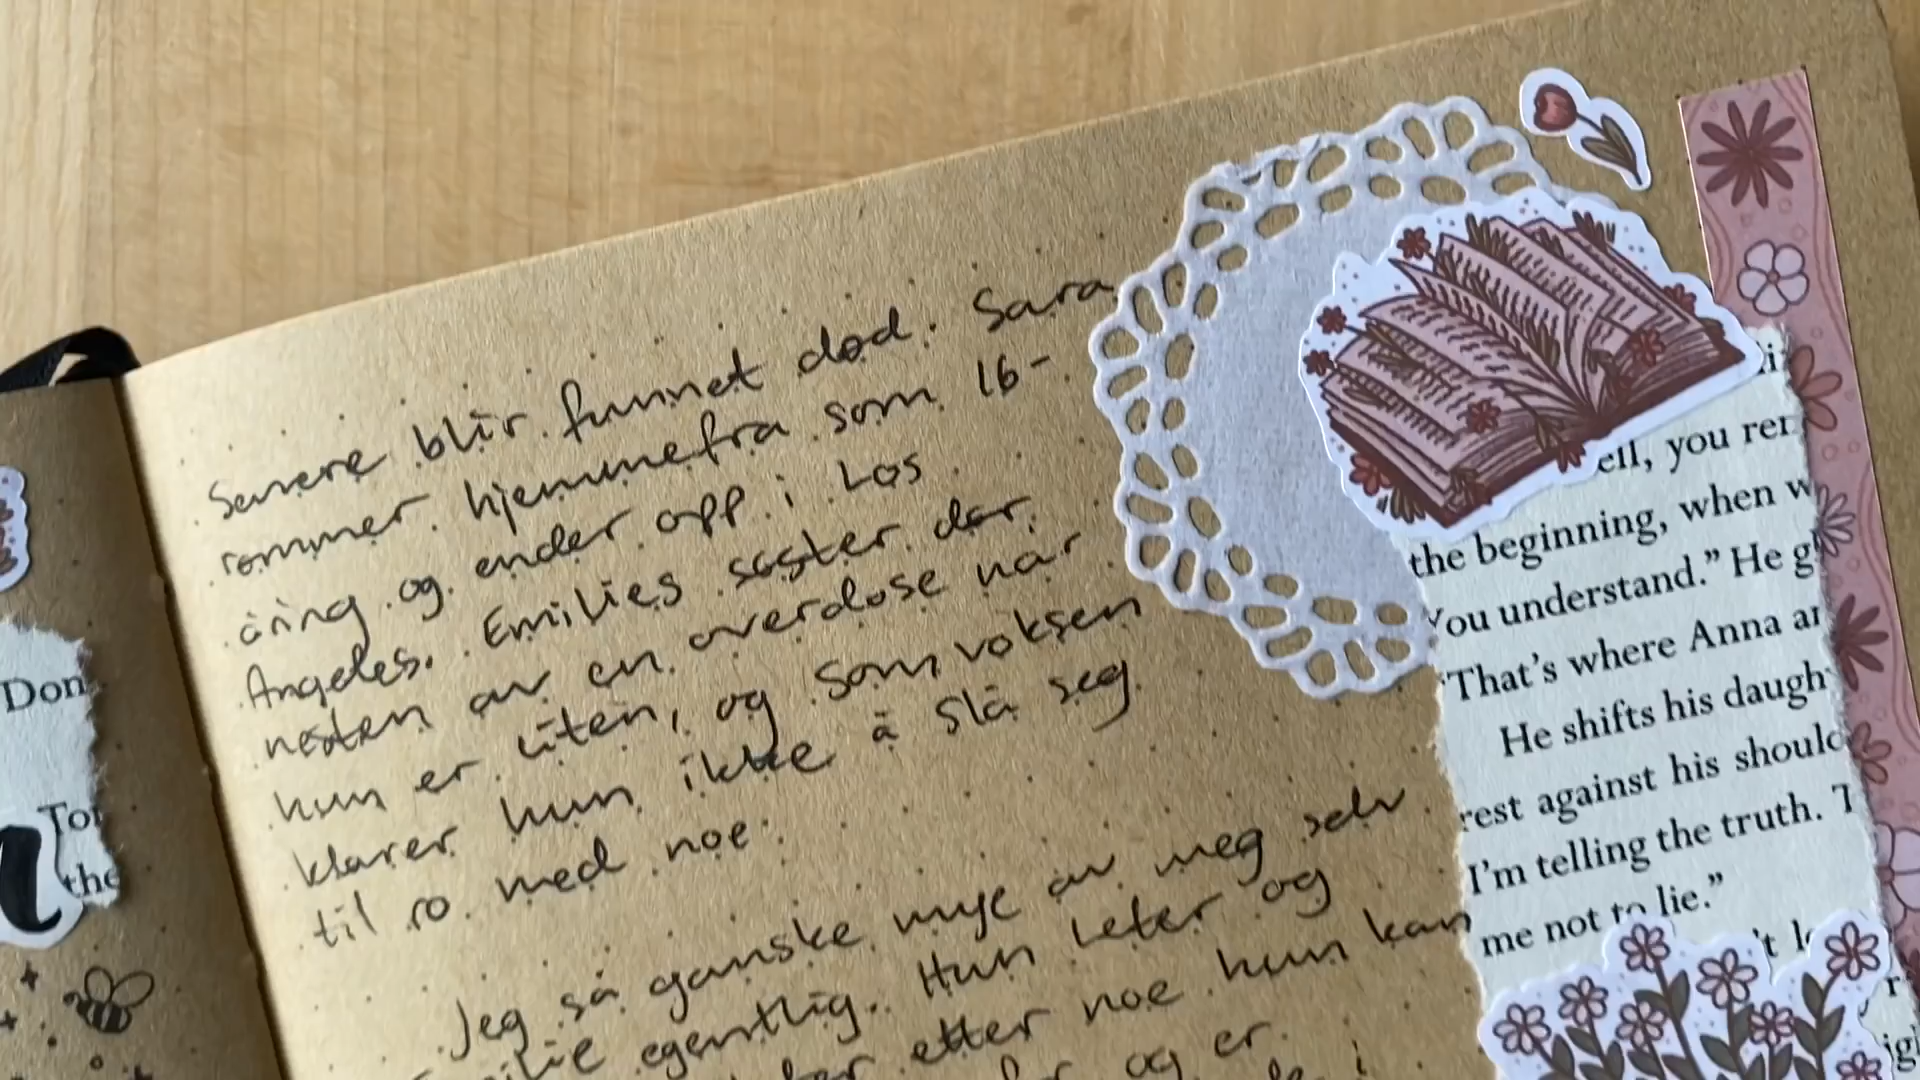 Senere blir funnet død. Sara
rømmer hjemmefra som 16-
åring og ender opp i Los
Angeles. Emilies søster dør
nesten av en overdose når
hun er liten, og som voksen
klarer hun ikke å slå seg
til ro med noe.
Jeg så ganske mye av meg selv
egentlig. Hun leter og
etter noe hun kan
og er
ell, you rer
the beginning, when w
You understand.” He g
“That’s where Anna ar
He shifts his daugh
rest against his should
I’m telling the truth. T
me not to lie.”
Don
Tor
the